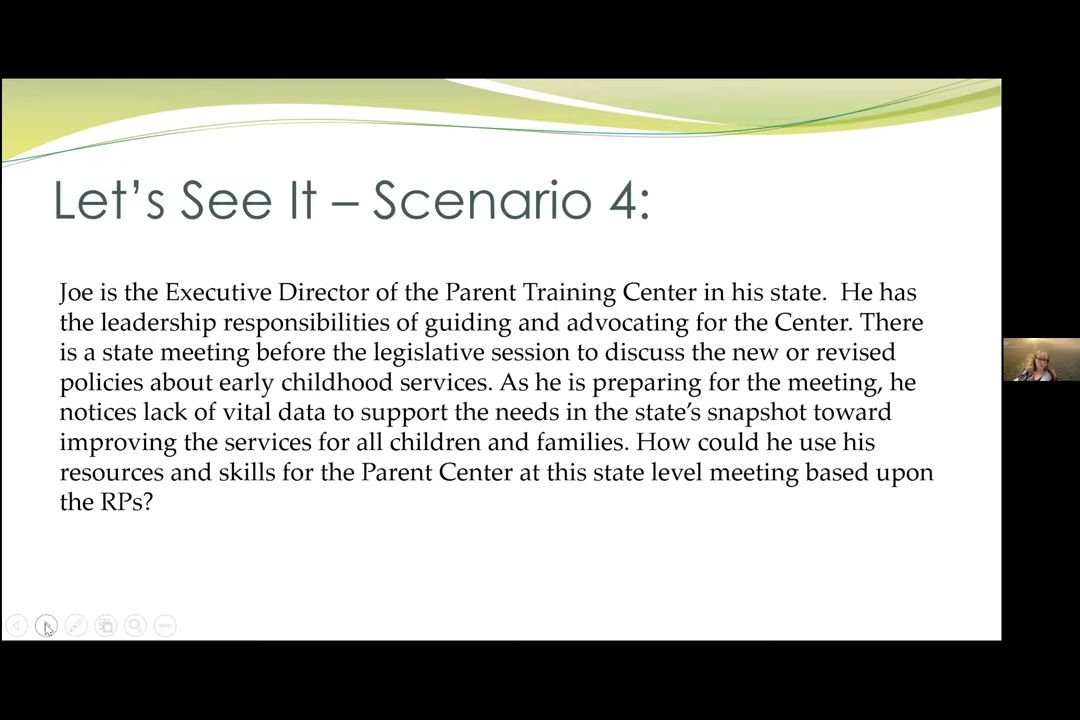 Let's See It – Scenario 4:
Joe is the Executive Director of the Parent Training Center in his state.  He has
the leadership responsibilities of guiding and advocating for the Center. There
is a state meeting before the legislative session to discuss the new or revised
policies about early childhood services. As he is preparing for the meeting, he
notices lack of vital data to support the needs in the state's snapshot toward
improving the services for all children and families. How could he use his
resources and skills for the Parent Center at this state level meeting based upon
the RPs?